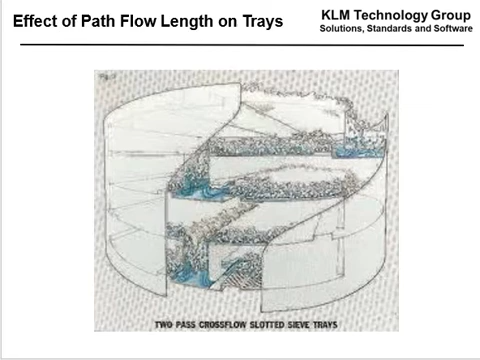 Effect of Path Flow Length on Trays
KLM Technology Group
Solutions, Standards and Software
TWO PASS CROSSFLOW SLOTTED SIEVE TRAYS